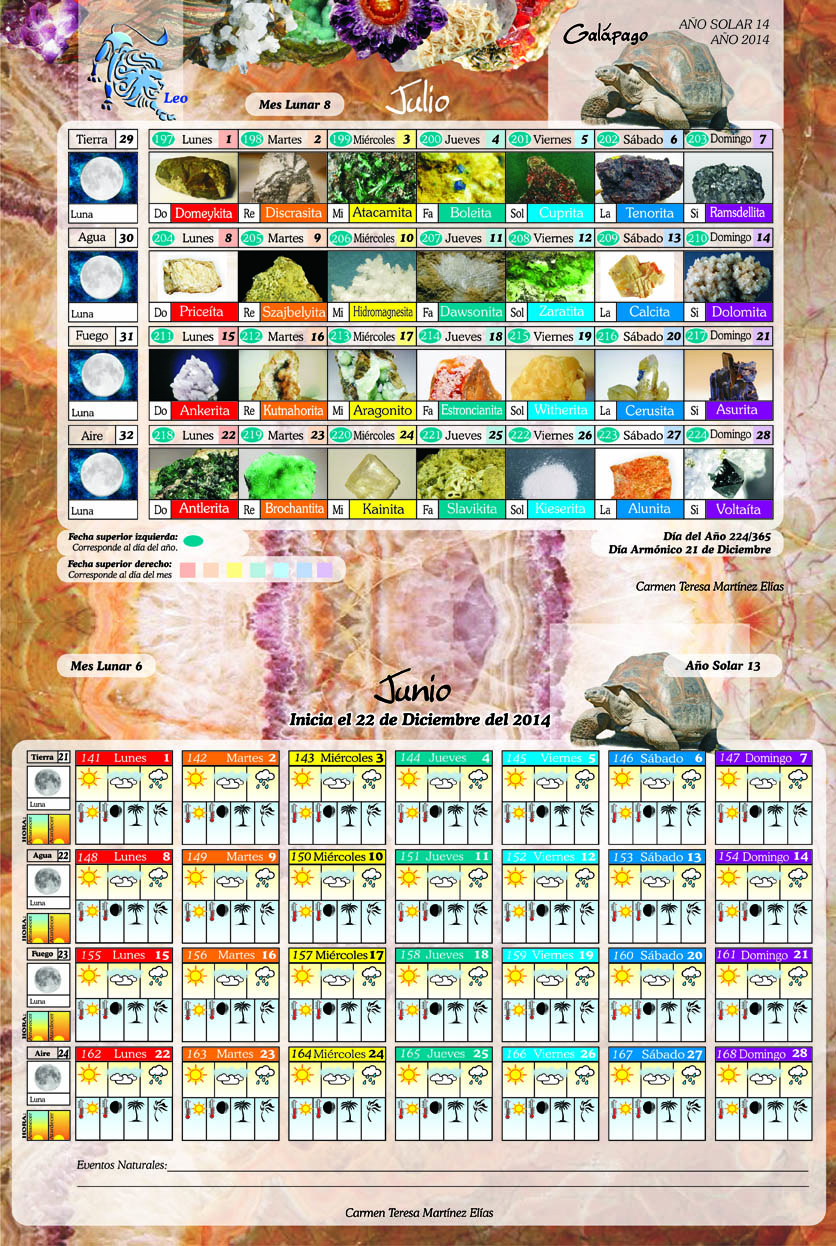 Galápago
AÑO SOLAR 14
AÑO 2014
Leo
Mes Lunar 8
Julio
Tierra 29 197 Lunes 1 198 Martes 2 199 Miércoles 3 200 Jueves 4 201 Viernes 5 202 Sábado 6 203 Domingo 7
Luna Do Domeykita Re Discrasita Mi Atacamita Fa Boleita Sol Cuprita La Tenorita Si Ramsdellita
Agua 30 204 Lunes 8 205 Martes 9 206 Miércoles 10 207 Jueves 11 208 Viernes 12 209 Sábado 13 210 Domingo 14
Luna Do Priceíta Re Szajbelyita Mi Hidromagnesita Fa Dawsonita Sol Zaratita La Calcita Si Dolomita
Fuego 31 211 Lunes 15 212 Martes 16 213 Miércoles 17 214 Jueves 18 215 Viernes 19 216 Sábado 20 217 Domingo 21
Luna Do Ankerita Re Kutnahorita Mi Aragonito Fa Estroncianita Sol Witherita La Cerusita Si Asurita
Aire 32 218 Lunes 22 219 Martes 23 220 Miércoles 24 221 Jueves 25 222 Viernes 26 223 Sábado 27 224 Domingo 28
Luna Do Antlerita Re Brochantita Mi Kainita Fa Slavikita Sol Kieserita La Alunita Si Voltaíta
Fecha superior izquierda:
Corresponde al día del año.
Día del Año 224/365
Día Armónico 21 de Diciembre
Fecha superior derecho:
Corresponde al dia del mes
Carmen Teresa Martínez Elías
Mes Lunar 6
Año Solar 13
Junio
Inicia el 22 de Diciembre del 2014
Tierra 21 141 Lunes 1 142 Martes 2 143 Miércoles 3 144 Jueves 4 145 Viernes 5 146 Sábado 6 147 Domingo 7
Luna
HORA: Amanecer Atardecer
Agua 22 148 Lunes 8 149 Martes 9 150 Miércoles 10 151 Jueves 11 152 Viernes 12 153 Sábado 13 154 Domingo 14
Luna
HORA: Amanecer Atardecer
Fuego 23 155 Lunes 15 156 Martes 16 157 Miércoles 17 158 Jueves 18 159 Viernes 19 160 Sábado 20 161 Domingo 21
Luna
HORA: Amanecer Atardecer
Aire 24 162 Lunes 22 163 Martes 23 164 Miércoles 24 165 Jueves 25 166 Viernes 26 167 Sábado 27 168 Domingo 28
Luna
HORA: Amanecer Atardecer
Eventos Naturales:
Carmen Teresa Martínez Elías